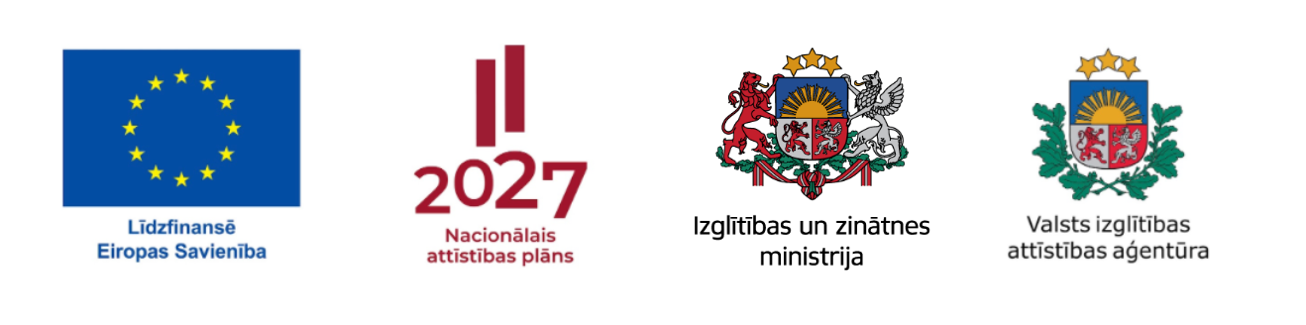 Līdzfinansē
Eiropas Savienība
2027
Nacionālais
attīstības plāns
Izglītības un zinātnes
ministrija
Valsts izglītības
attīstības aģentūra